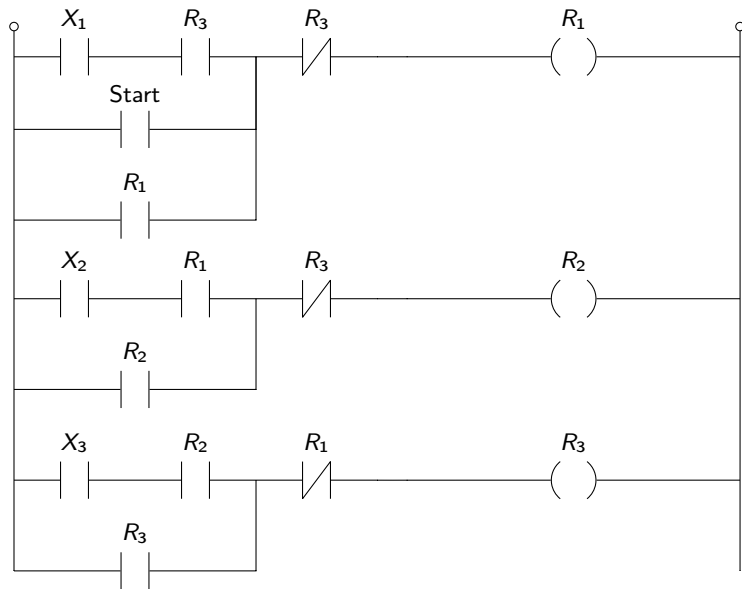 X₁ R₃ R₃ R₁
Start
R₁
X₂ R₁ R₃ R₂
R₂
X₃ R₂ R₁ R₃
R₃